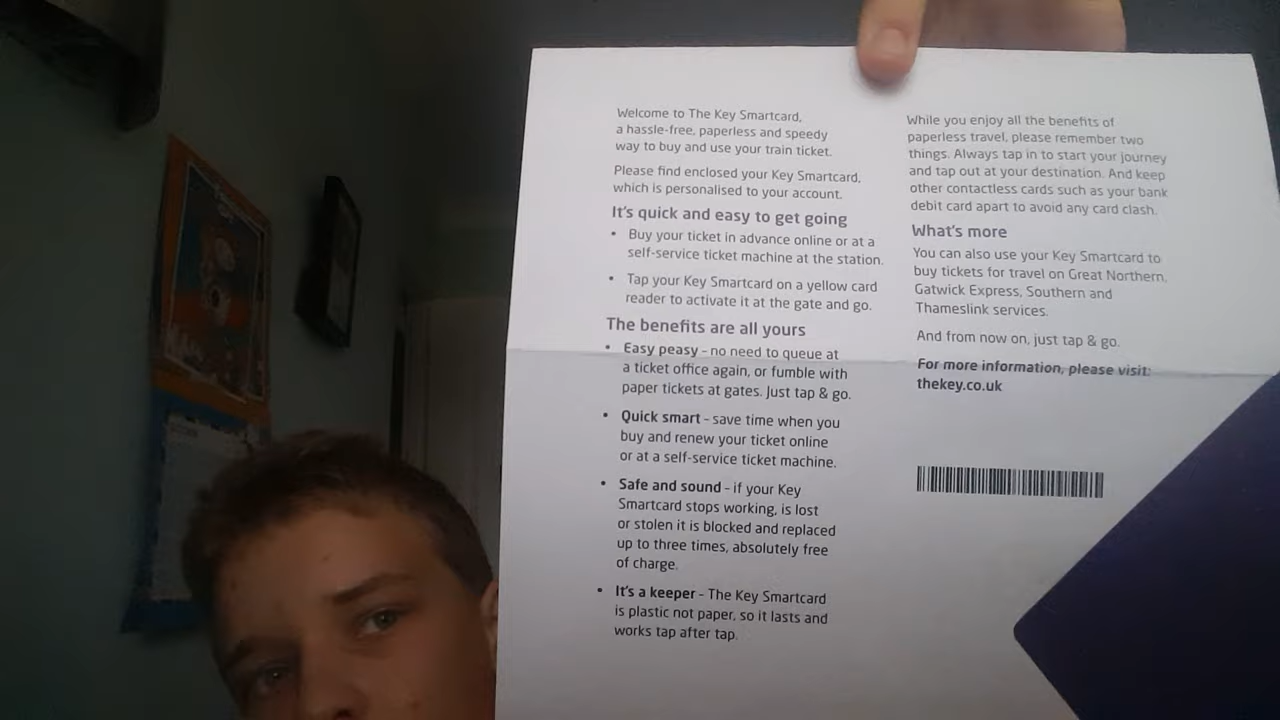 Welcome to The Key Smartcard,
a hassle-free, paperless and speedy
way to buy and use your train ticket.
Please find enclosed your Key Smartcard,
which is personalised to your account.
It's quick and easy to get going
• Buy your ticket in advance online or at a
self-service ticket machine at the station.
• Tap your Key Smartcard on a yellow card
reader to activate it at the gate and go.
The benefits are all yours
• Easy peasy – no need to queue at
a ticket office again, or fumble with
paper tickets at gates. Just tap & go.
• Quick smart – save time when you
buy and renew your ticket online
or at a self-service ticket machine.
• Safe and sound – if your Key
Smartcard stops working, is lost
or stolen it is blocked and replaced
up to three times, absolutely free
of charge.
• It's a keeper – The Key Smartcard
is plastic not paper, so it lasts and
works tap after tap.
While you enjoy all the benefits of
paperless travel, please remember two
things. Always tap in to start your journey
and tap out at your destination. And keep
other contactless cards such as your bank
debit card apart to avoid any card clash.
What's more
You can also use your Key Smartcard to
buy tickets for travel on Great Northern,
Gatwick Express, Southern and
Thameslink services.
And from now on, just tap & go.
For more information, please visit:
thekey.co.uk